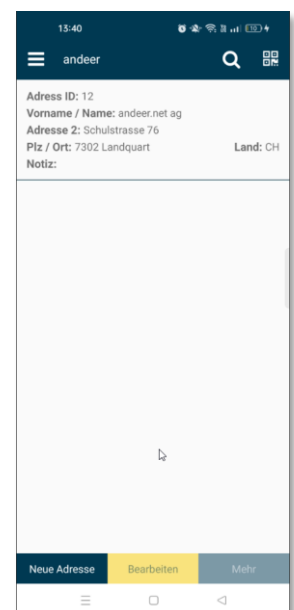 13:40
andeer
Adress ID: 12
Vorname / Name: andeer.net ag
Adresse 2: Schulstrasse 76
Plz / Ort: 7302 Landquart Land: CH
Notiz:
Neue Adresse Bearbeiten Mehr